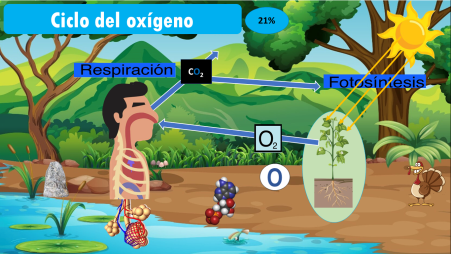 Ciclo del oxígeno
21%
Respiración
CO₂
Fotosíntesis
O₂
O